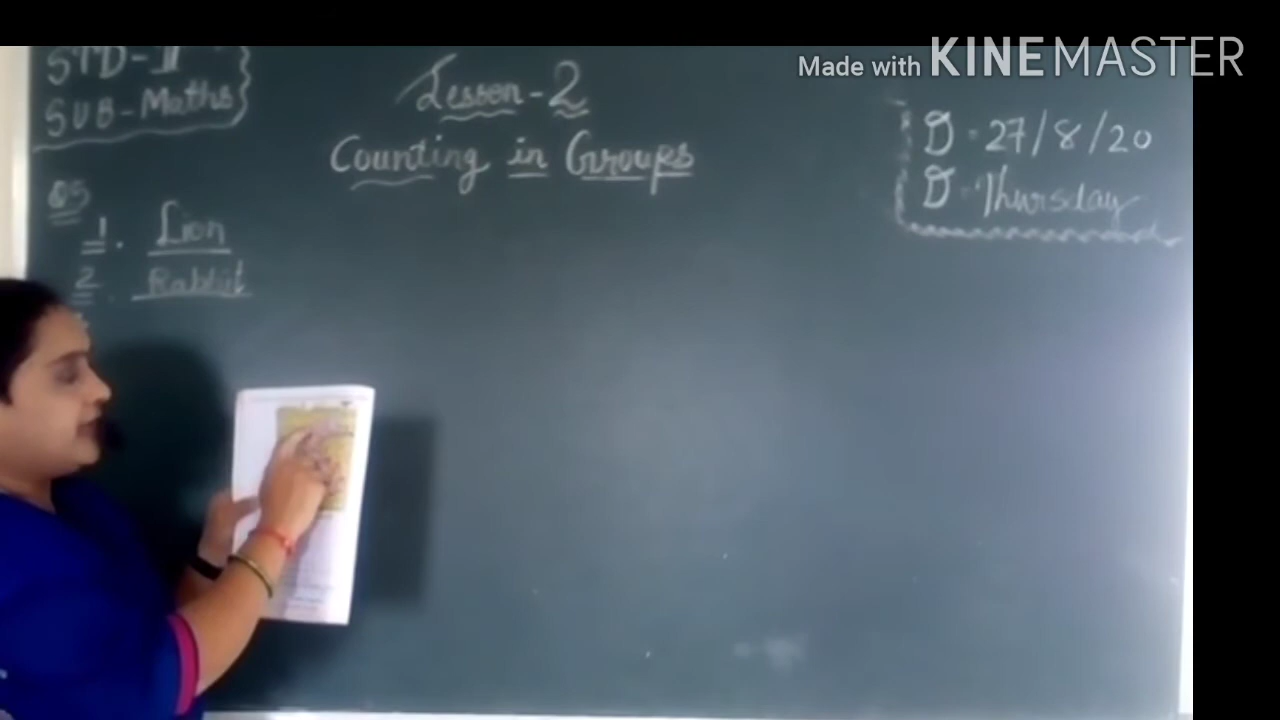 STD-II
SUB-Maths
Lesson-2
Counting in Groups
Made with KINEMASTER
D-27/8/20
D-Thursday
Q5
1. Lion
2. Rabbit